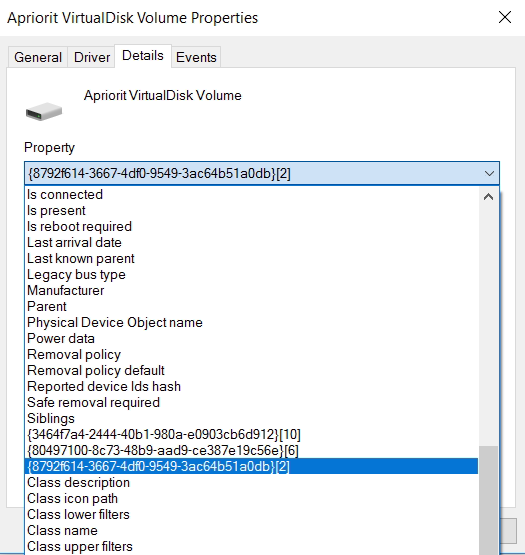 Apriorit VirtualDisk Volume Properties
General Driver Details Events
Apriorit VirtualDisk Volume
Property
{8792f614-3667-4df0-9549-3ac64b51a0db}[2]
Is connected
Is present
Is reboot required
Last arrival date
Last known parent
Legacy bus type
Manufacturer
Parent
Physical Device Object name
Power data
Removal policy
Removal policy default
Reported device Ids hash
Safe removal required
Siblings
{3464f7a4-2444-40b1-980a-e0903cb6d912}[10]
{80497100-8c73-48b9-aad9-ce387e19c56e}[6]
{8792f614-3667-4df0-9549-3ac64b51a0db}[2]
Class description
Class icon path
Class lower filters
Class name
Class upper filters